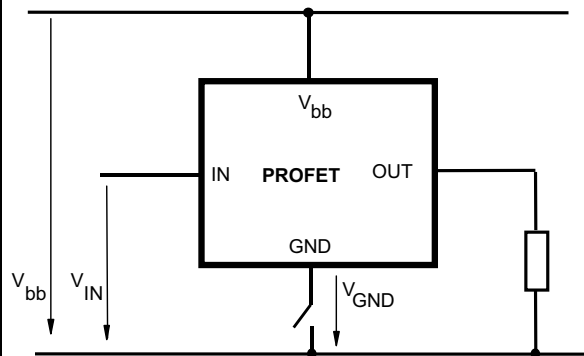 Vbb
IN PROFET OUT
GND
Vbb
VIN
VGND